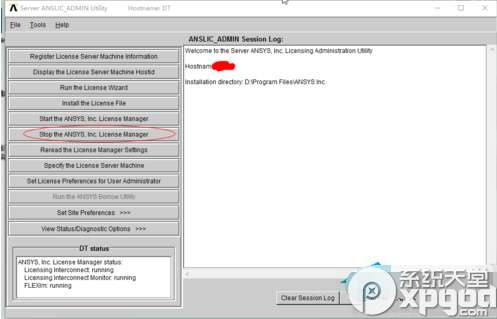 Server ANSLIC_ADMIN Utility Hostname: DT
File Tools Help
ANSLIC_ADMIN Session Log:
Register License Server Machine Information
Display the License Server Machine Hostid
Run the License Wizard
Install the License File
Start the ANSYS, Inc. License Manager
Stop the ANSYS, Inc. License Manager
Reread the License Manager Settings
Specify the License Server Machine
Set License Preferences for User Administrator
Run the ANSYS Borrow Utility
Set Site Preferences >>>
View Status/Diagnostic Options >>>
DT status
ANSYS, Inc. License Manager status:
Licensing Interconnect: running
Licensing Interconnect Monitor: running
FLEXlm: running
Welcome to the Server ANSYS, Inc. Licensing Administration Utility
Hostnam
Installation directory: D:\Program Files\ANSYS Inc
Clear Session Log
系统天堂
xpgod
.com